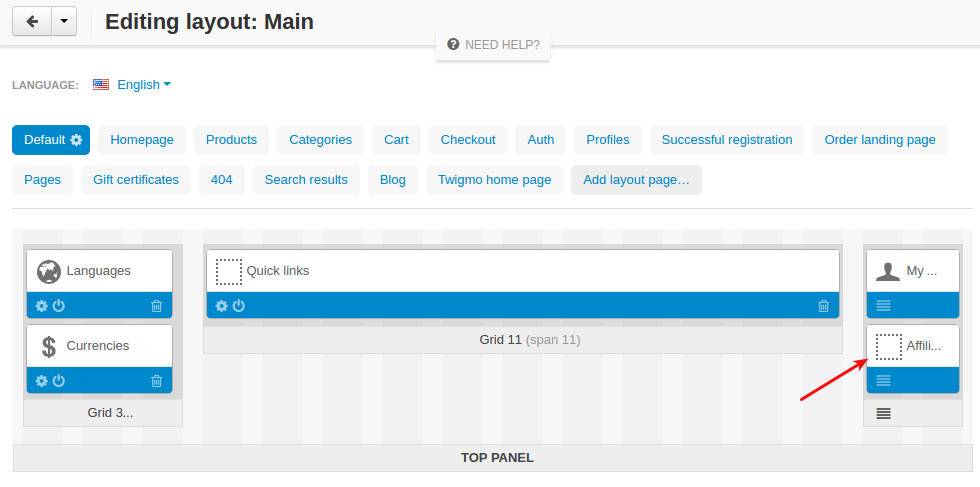 Editing layout: Main
NEED HELP?
LANGUAGE: English
Default Homepage Products Categories Cart Checkout Auth Profiles Successful registration Order landing page
Pages Gift certificates 404 Search results Blog Twigmo home page Add layout page…
Languages Quick links My ...
Currencies Affili...
Grid 11 (span 11)
Grid 3...
TOP PANEL